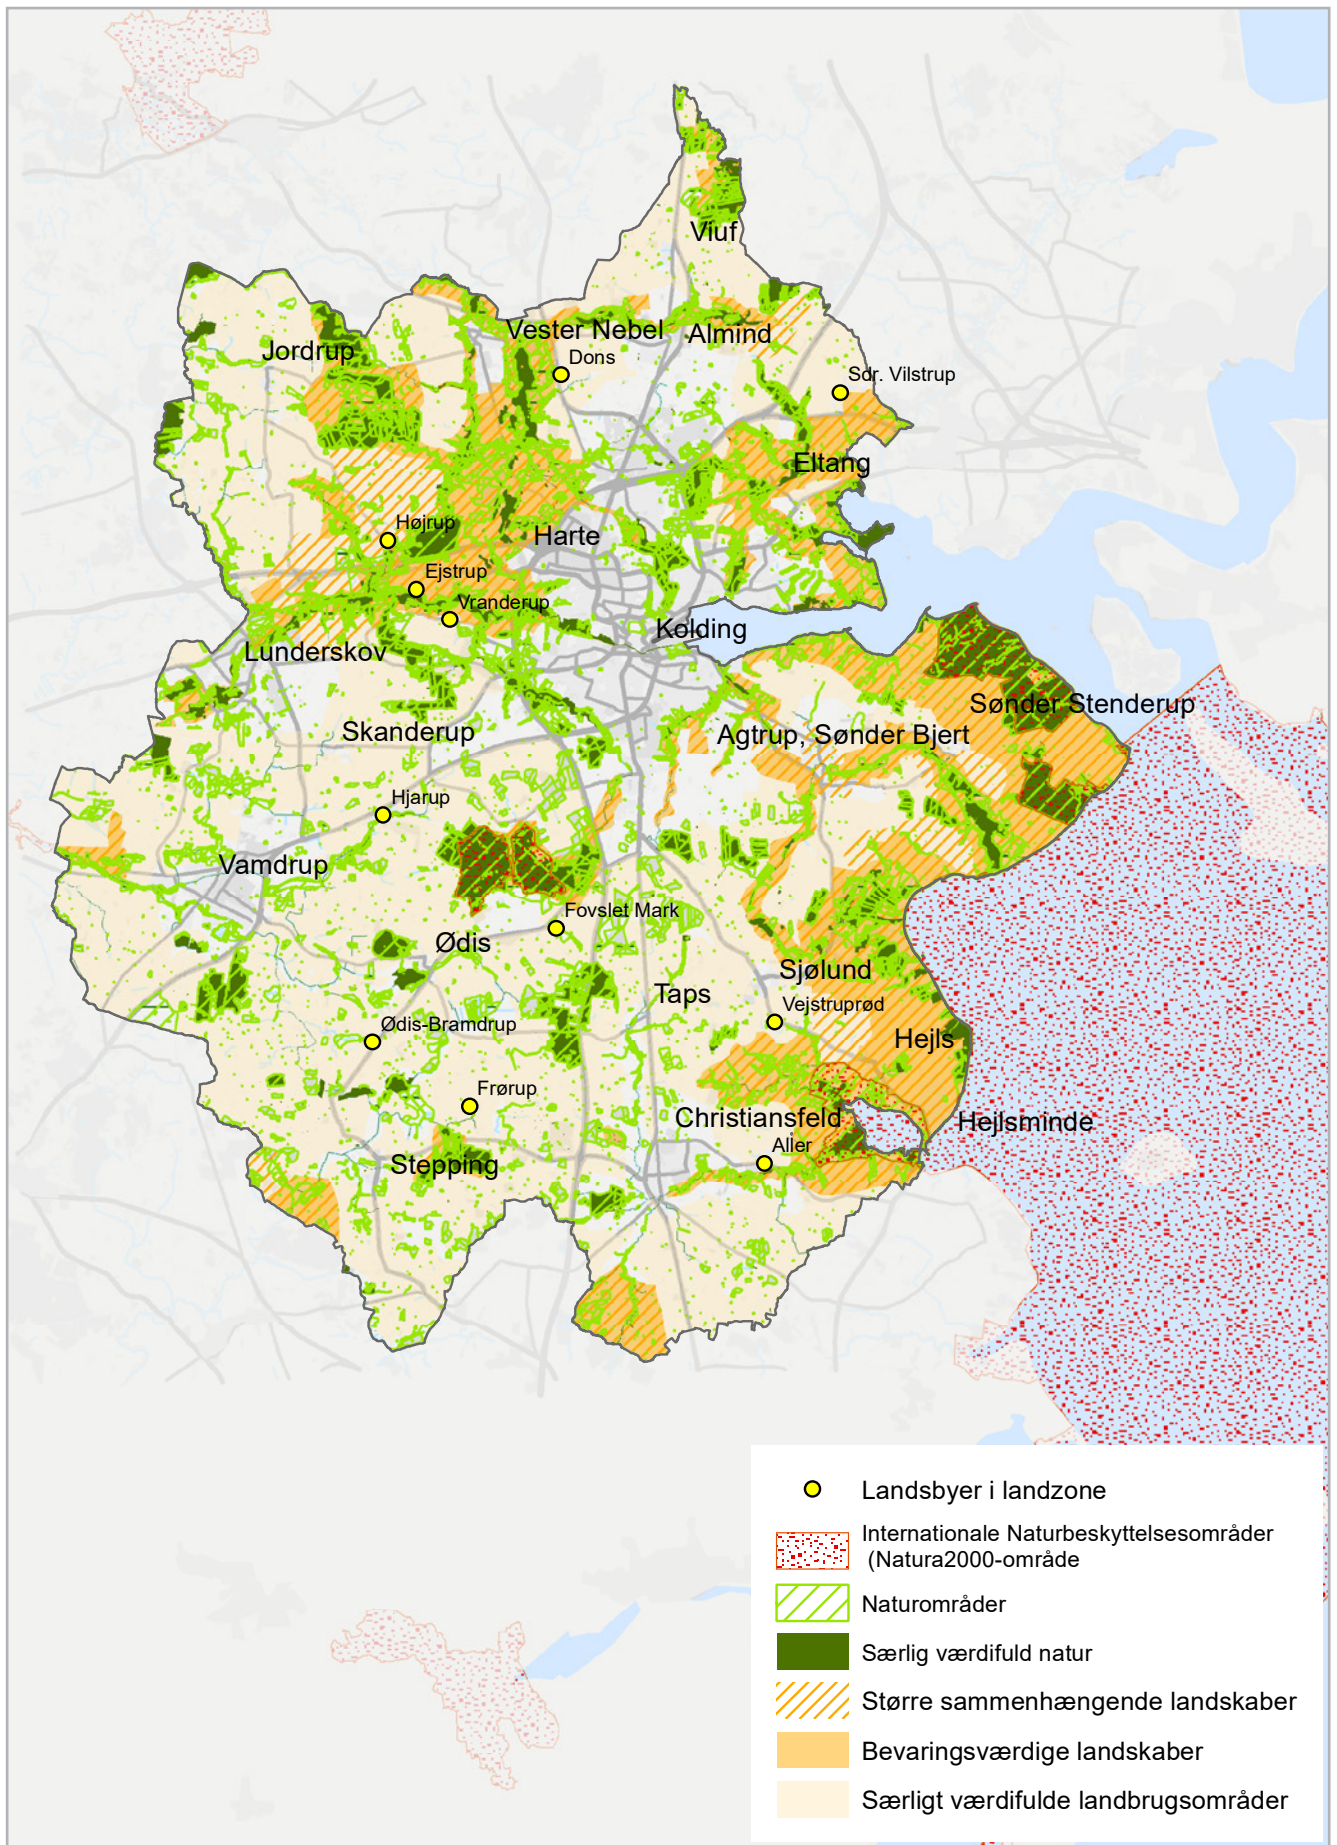 Viuf
Vester Nebel
Almind
Jordrup
Dons
Sdr. Vilstrup
Eltang
Højrup
Harte
Ejstrup
Vranderup
Kolding
Lunderskov
Sønder Stenderup
Skanderup
Agtrup, Sønder Bjert
Hjarup
Vamdrup
Fovslet Mark
Ødis
Sjølund
Taps
Vejstruprød
Ødis-Bramdrup
Hejls
Frørup
Christiansfeld
Hejlsminde
Aller
Stepping
Landsbyer i landzone
Internationale Naturbeskyttelsesområder
(Natura2000-område
Naturområder
Særlig værdifuld natur
Større sammenhængende landskaber
Bevaringsværdige landskaber
Særligt værdifulde landbrugsområder